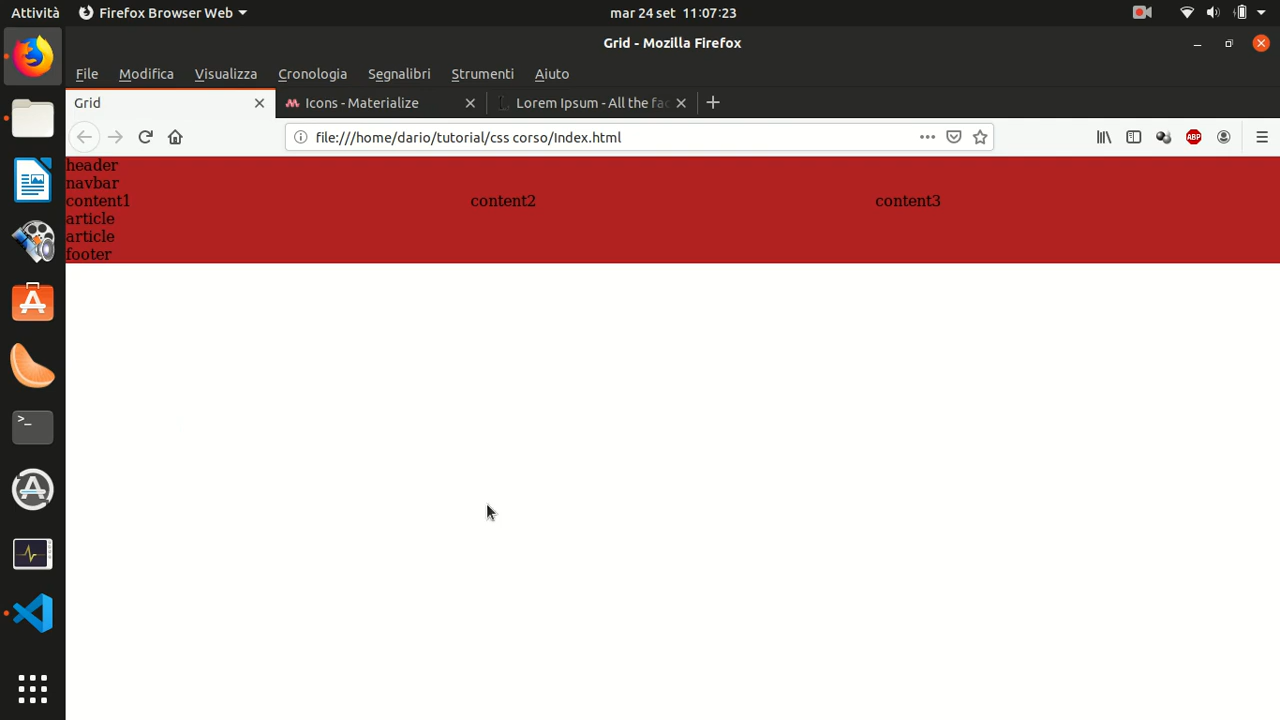 Attività Firefox Browser Web mar 24 set 11:07:23
Grid - Mozilla Firefox
File Modifica Visualizza Cronologia Segnalibri Strumenti Aiuto
Grid Icons - Materialize Lorem Ipsum - All the fac
file:///home/dario/tutorial/css corso/Index.html ABP
header
navbar
content1 content2 content3
article
article
footer
>_